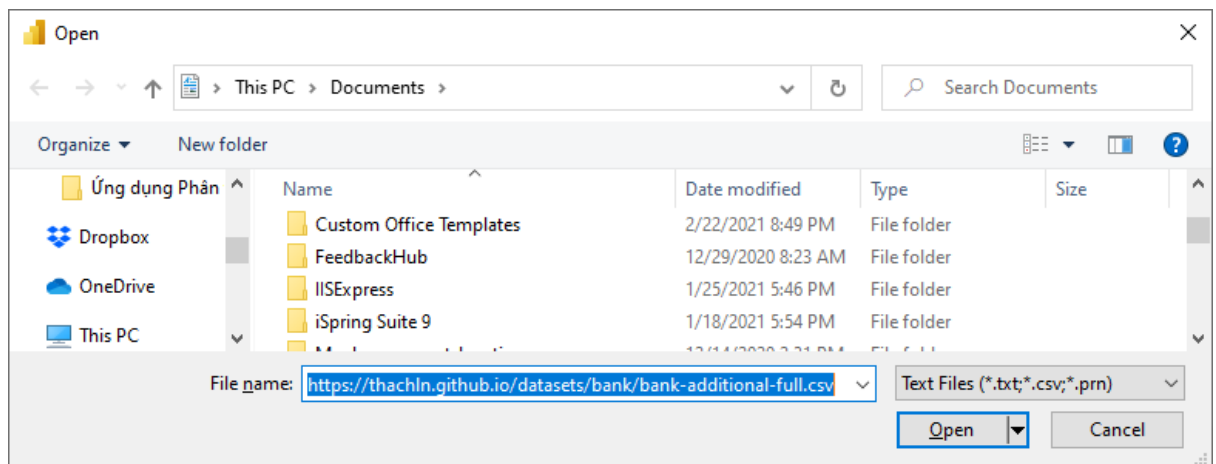 Open
This PC > Documents >
Search Documents
Organize
New folder
?
Ứng dụng Phân
Dropbox
OneDrive
This PC
Name Date modified Type Size
Custom Office Templates 2/22/2021 8:49 PM File folder
FeedbackHub 12/29/2020 8:23 AM File folder
IISExpress 1/25/2021 5:46 PM File folder
iSpring Suite 9 1/18/2021 5:54 PM File folder
File name: https://thachln.github.io/datasets/bank/bank-additional-full.csv Text Files (*.txt;*.csv;*.prn)
Open Cancel